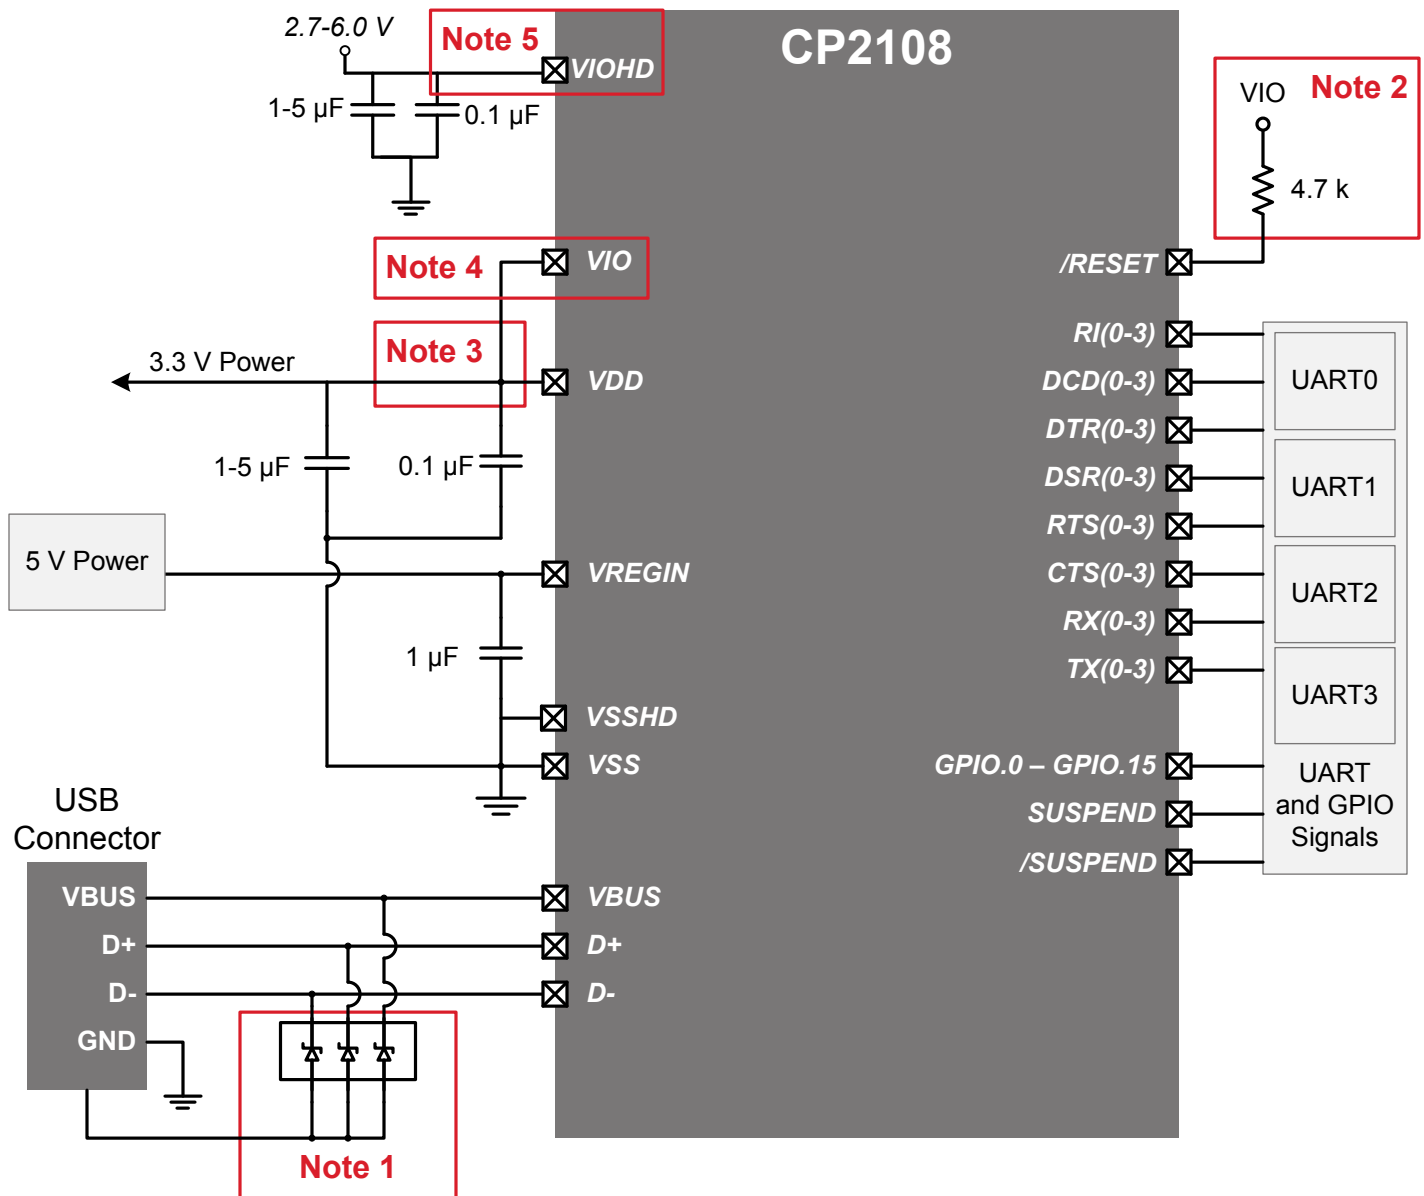 CP2108
2.7-6.0 V
Note 5
VIOHD
1-5 µF
0.1 µF
VIO
Note 2
4.7 k
Note 4
VIO
/RESET
Note 3
3.3 V Power
VDD
1-5 µF
0.1 µF
5 V Power
VREGIN
1 µF
VSSHD
VSS
RI(0-3)
DCD(0-3)
DTR(0-3)
DSR(0-3)
RTS(0-3)
CTS(0-3)
RX(0-3)
TX(0-3)
GPIO.0 – GPIO.15
SUSPEND
/SUSPEND
UART0
UART1
UART2
UART3
UART
and GPIO
Signals
USB
Connector
VBUS
D+
D-
GND
VBUS
D+
D-
Note 1